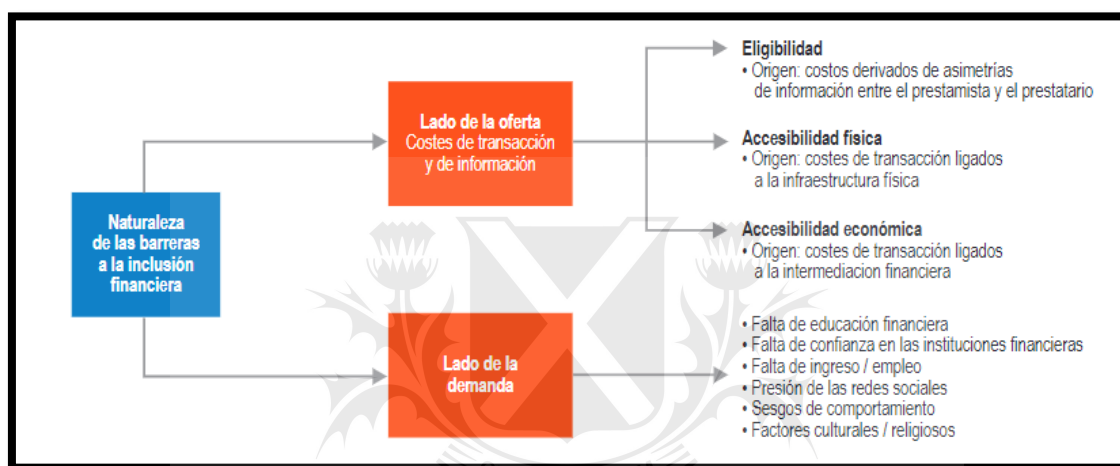 Naturaleza
de las barreras
a la inclusión
financiera
Lado de la oferta
Costes de transacción
y de información
Eligibilidad
• Origen: costos derivados de asimetrías
de información entre el prestamista y el prestatario
Accesibilidad física
• Origen: costes de transacción ligados
a la infraestructura física
Accesibilidad económica
• Origen: costes de transacción ligados
a la intermediacion financiera
Lado de la
demanda
• Falta de educación financiera
• Falta de confianza en las instituciones financieras
• Falta de ingreso / empleo
• Presión de las redes sociales
• Sesgos de comportamiento
• Factores culturales / religiosos